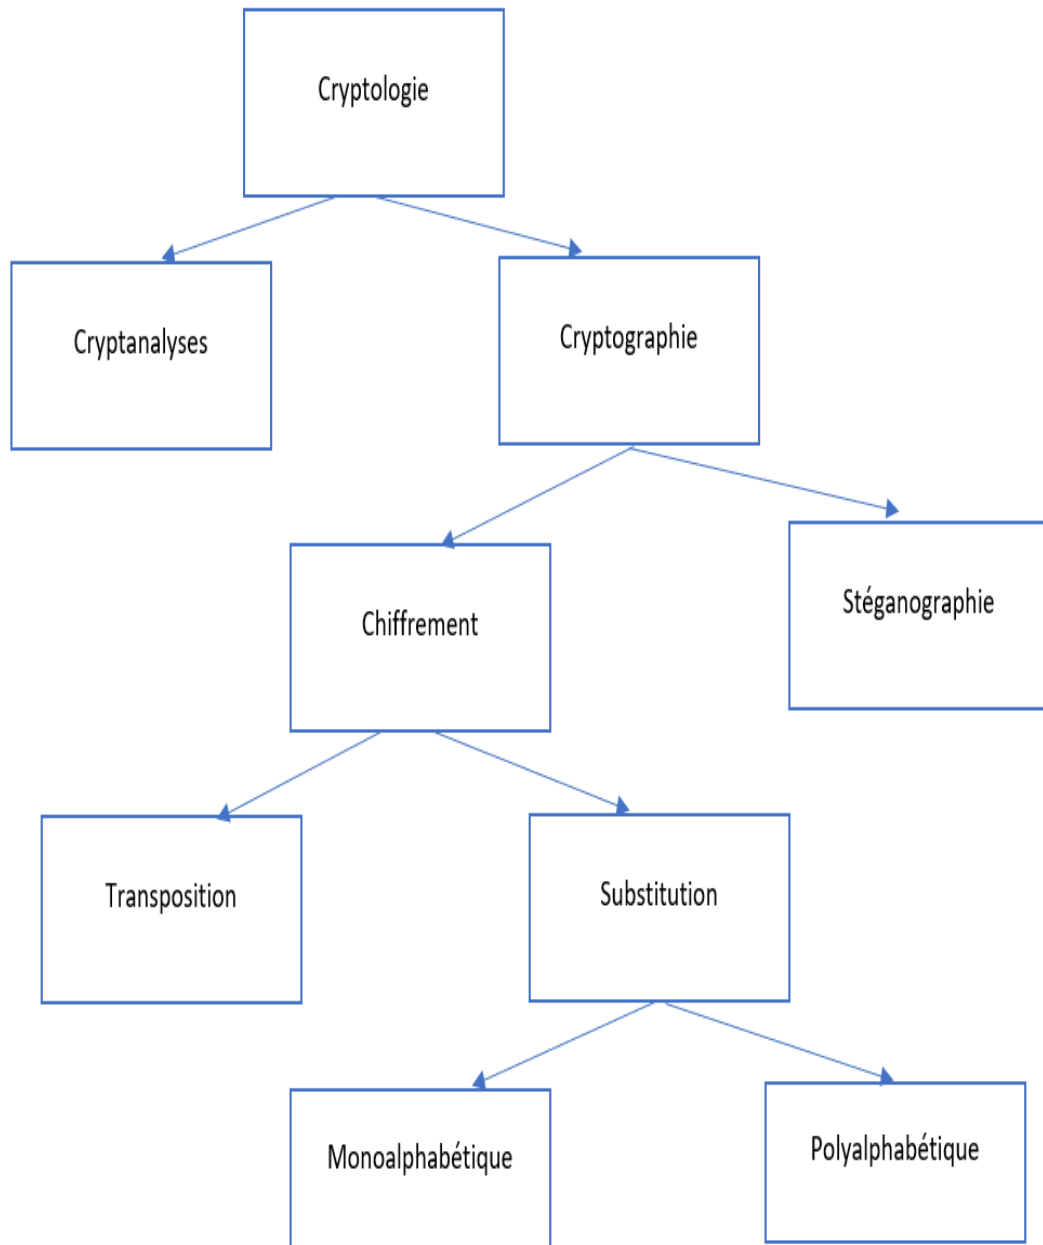 Cryptologie
Cryptanalyses
Cryptographie
Chiffrement
Stéganographie
Transposition
Substitution
Monoalphabétique
Polyalphabétique